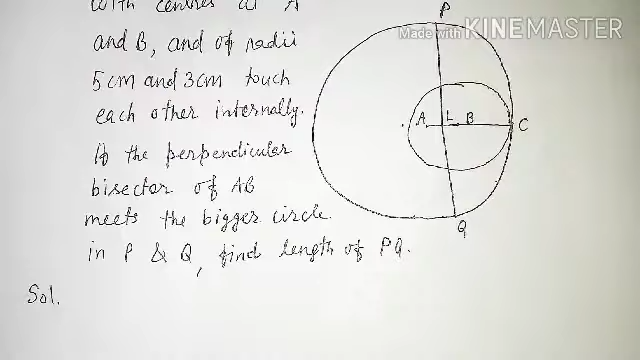 with centres at A
and B, and of radii
5cm and 3cm touch
each other internally.
If the perpendicular
bisector of AB
meets the bigger circle
in P & Q, find length of PQ.
Sol.
P
Made with KINEMASTER
A L B C
Q